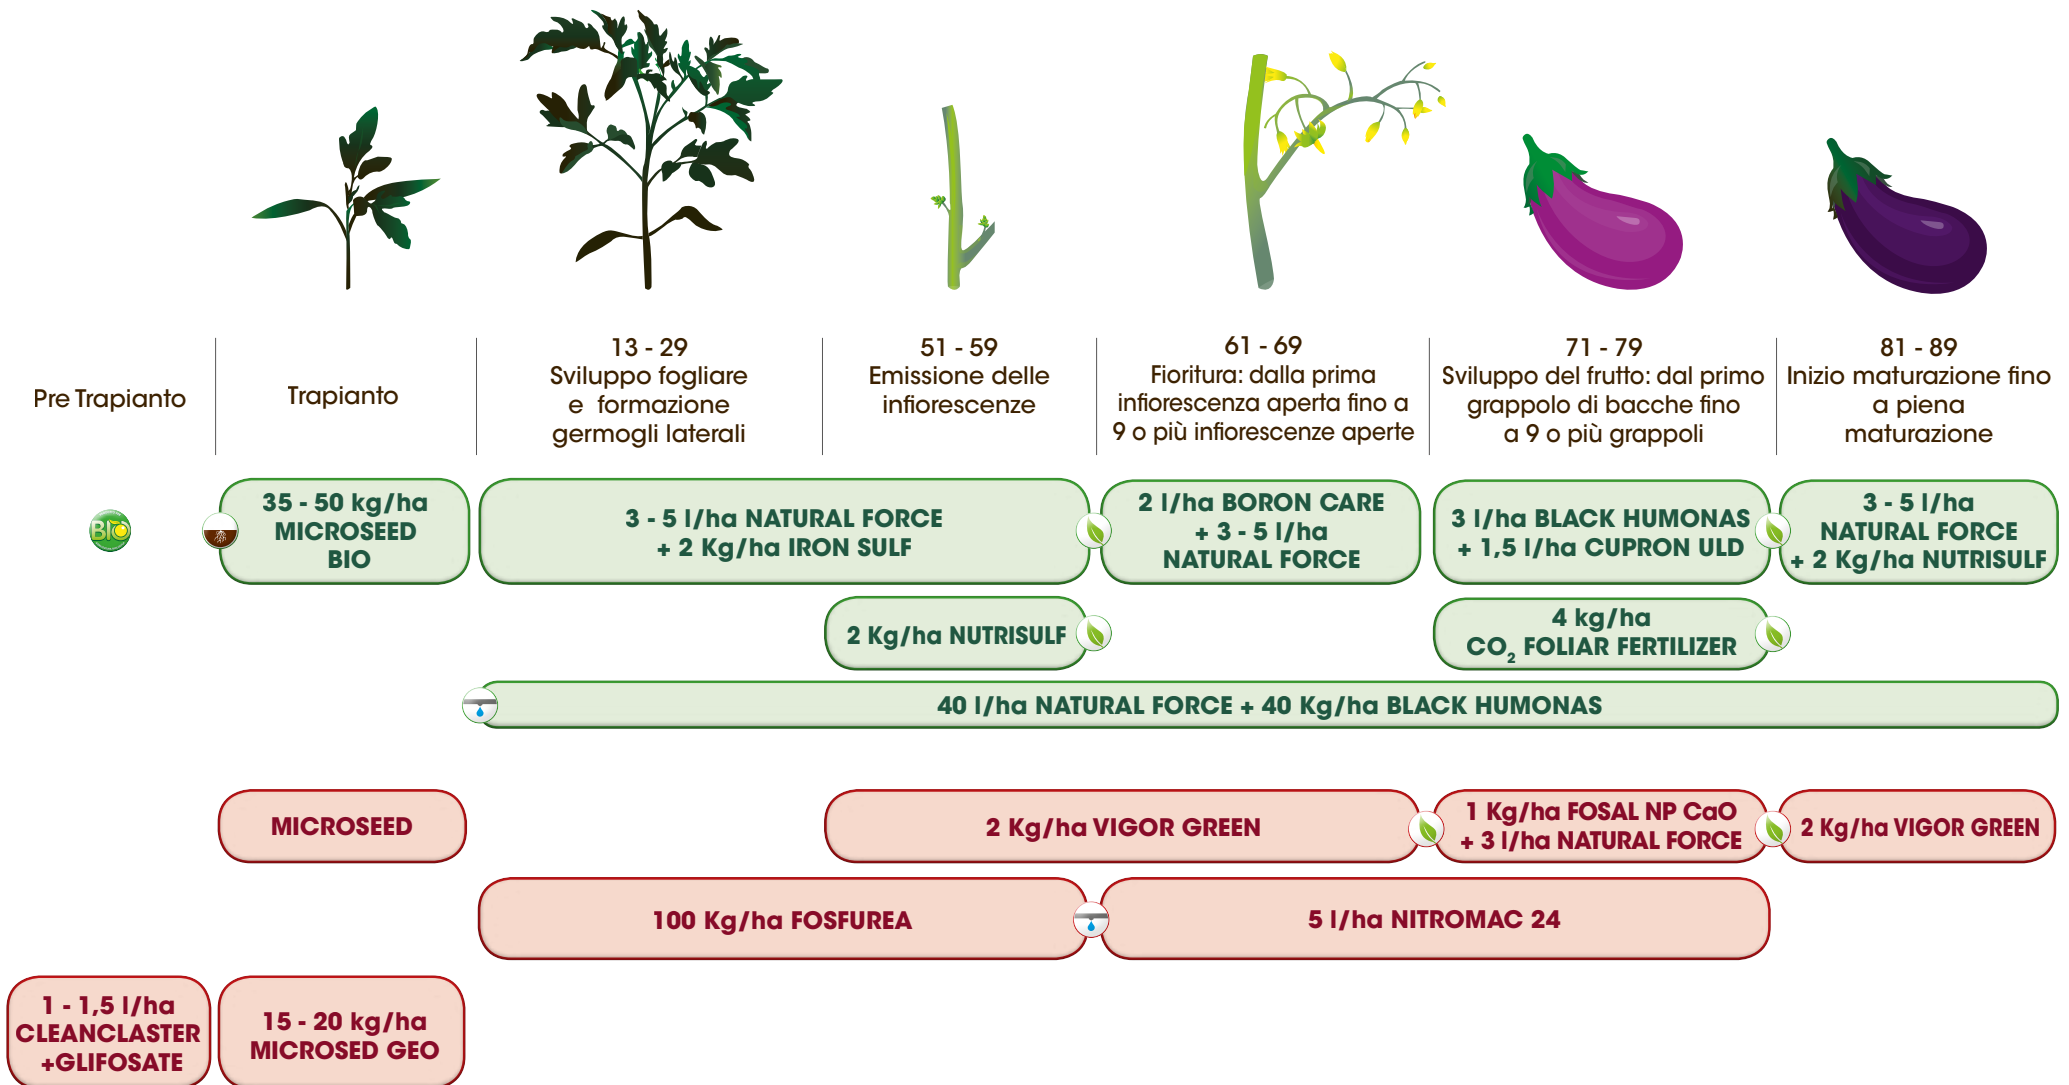 Pre Trapianto
Trapianto
13 - 29
Sviluppo fogliare
e formazione
germogli laterali
51 - 59
Emissione delle
infiorescenze
61 - 69
Fioritura: dalla prima
infiorescenza aperta fino a
9 o più infiorescenze aperte
71 - 79
Sviluppo del frutto: dal primo
grappolo di bacche fino
a 9 o più grappoli
81 - 89
Inizio maturazione fino
a piena
maturazione
BIO
35 - 50 kg/ha
MICROSEED
BIO
3 - 5 l/ha NATURAL FORCE
+ 2 Kg/ha IRON SULF
2 l/ha BORON CARE
+ 3 - 5 l/ha
NATURAL FORCE
3 l/ha BLACK HUMONAS
+ 1,5 l/ha CUPRON ULD
3 - 5 l/ha
NATURAL FORCE
+ 2 Kg/ha NUTRISULF
2 Kg/ha NUTRISULF
4 kg/ha
CO₂ FOLIAR FERTILIZER
40 l/ha NATURAL FORCE + 40 Kg/ha BLACK HUMONAS
MICROSEED
2 Kg/ha VIGOR GREEN
1 Kg/ha FOSAL NP CaO
+ 3 l/ha NATURAL FORCE
2 Kg/ha VIGOR GREEN
100 Kg/ha FOSFUREA
5 l/ha NITROMAC 24
1 - 1,5 l/ha
CLEANCLASTER
+GLIFOSATE
15 - 20 kg/ha
MICROSED GEO